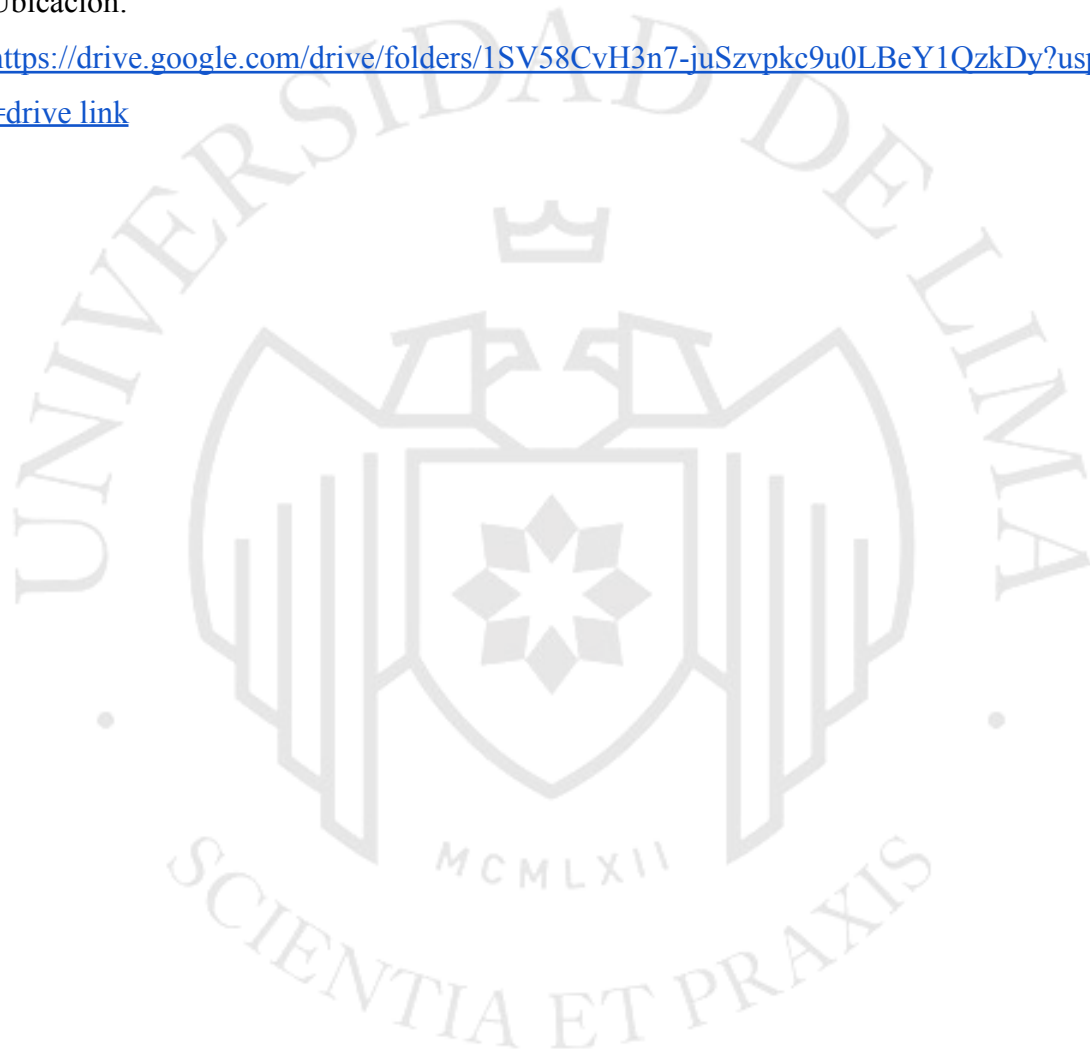 Ubicación:
https://drive.google.com/drive/folders/1SV58CvH3n7-juSzvpkc9u0LBeY1QzkDy?usp
=drive link
UNIVERSIDAD DE LIMA
MCMLXII
SCIENTIA ET PRAXIS